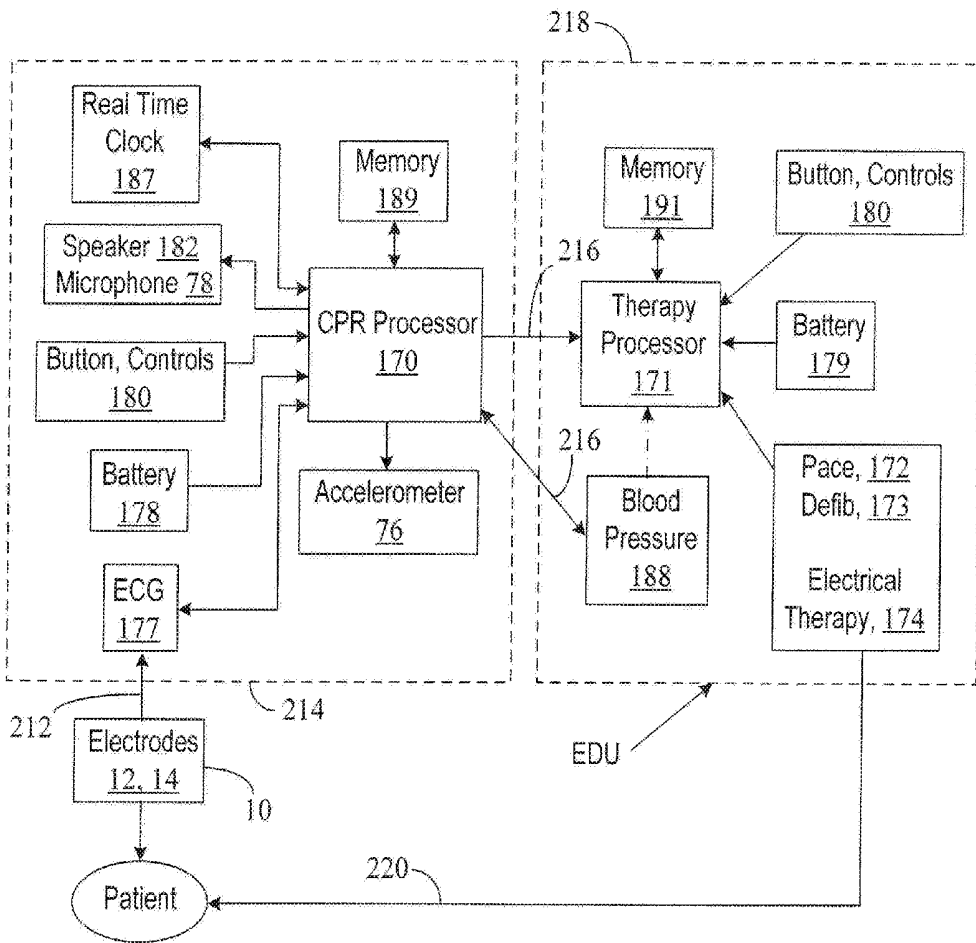 218
Real Time
Clock
187
Memory
189
Speaker 182
Microphone 78
CPR Processor
170
Button, Controls
180
Battery
178
Accelerometer
76
ECG
177
216
216
Memory
191
Button, Controls
180
Therapy
Processor
171
Battery
179
Blood
Pressure
188
Pace, 172
Defib, 173
Electrical
Therapy, 174
212
214
Electrodes
12, 14
10
EDU
Patient
220